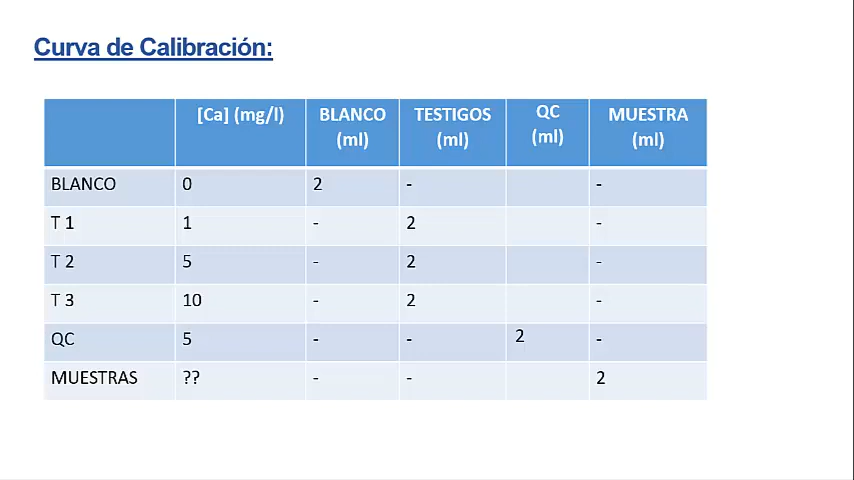 Curva de Calibración:
[Ca] (mg/l) BLANCO (ml) TESTIGOS (ml) QC (ml) MUESTRA (ml)
BLANCO 0 2 - -
T 1 1 - 2 -
T 2 5 - 2 -
T 3 10 - 2 -
QC 5 - - 2 -
MUESTRAS ?? - - 2